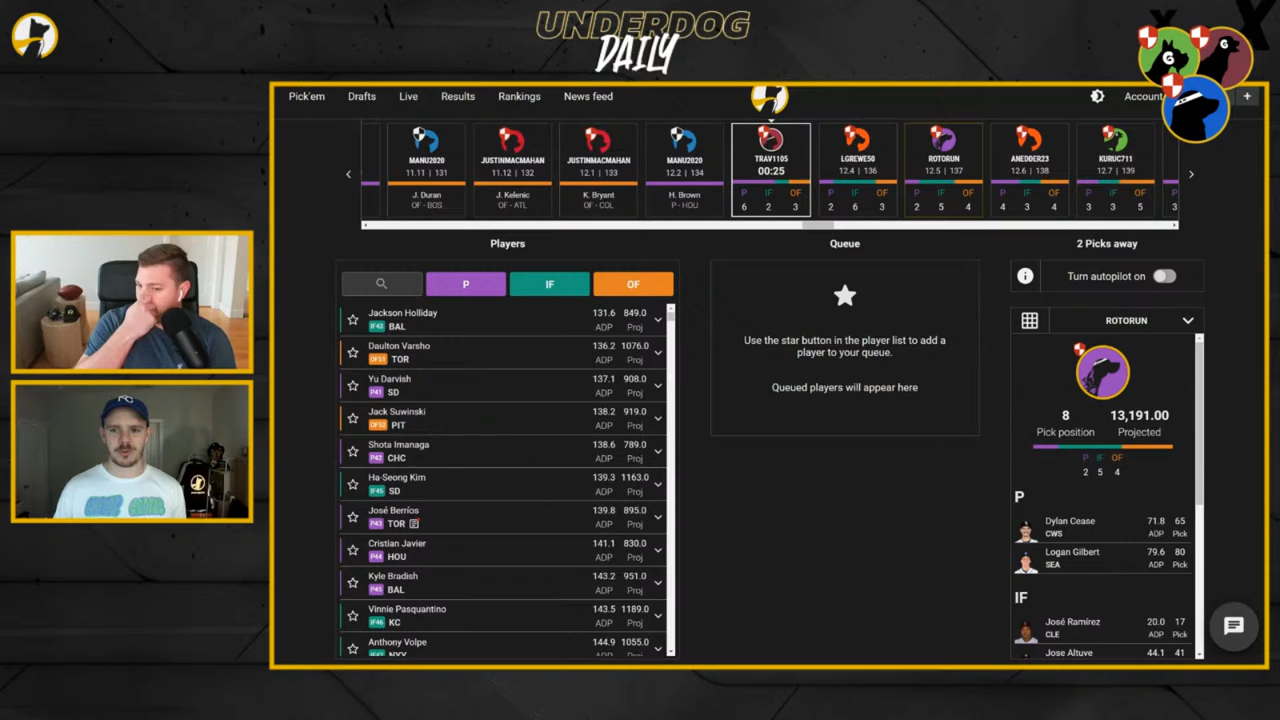 UNDERDOG
DAILY
Pick'em Drafts Live Results Rankings News feed Account +
MANU2020 JUSTINMACMAHAN JUSTINMACMAHAN MANU2020 TRAV1105 LGREWE50 ROTORUN ANEDDER23 KURUC711
11.11 | 131 11.12 | 132 12.1 | 133 12.2 | 134 00:25 12.4 | 136 12.5 | 137 12.6 | 138 12.7 | 139
J. Duran J. Kelenic K. Bryant H. Brown P IF OF P IF OF P IF OF P IF OF P IF OF P
OF - BOS OF - ATL OF - COL P - HOU 6 2 3 2 6 3 2 5 4 4 3 4 3 3 5 3
Players Queue 2 Picks away
P IF OF
Turn autopilot on
Jackson Holliday 131.6 849.0
IF43 BAL ADP Proj
Daulton Varsho 136.2 1076.0
OF51 TOR ADP Proj
Yu Darvish 137.1 908.0
P41 SD ADP Proj
Jack Suwinski 138.2 919.0
OF52 PIT ADP Proj
Shota Imanaga 138.6 789.0
P42 CHC ADP Proj
Ha-Seong Kim 139.3 1163.0
IF45 SD ADP Proj
José Berríos 139.8 895.0
P43 TOR ADP Proj
Cristian Javier 141.1 830.0
P44 HOU ADP Proj
Kyle Bradish 143.2 951.0
P45 BAL ADP Proj
Vinnie Pasquantino 143.5 1189.0
IF46 KC ADP Proj
Anthony Volpe 144.9 1055.0
IF47 NYY ADP Proj
Use the star button in the player list to add a
player to your queue.
Queued players will appear here
ROTORUN
8 13,191.00
Pick position Projected
P IF OF
2 5 4
P
Dylan Cease 71.8 65
CWS ADP Pick
Logan Gilbert 79.6 80
SEA ADP Pick
IF
José Ramírez 20.0 17
CLE ADP Pick
Jose Altuve 44.1 41